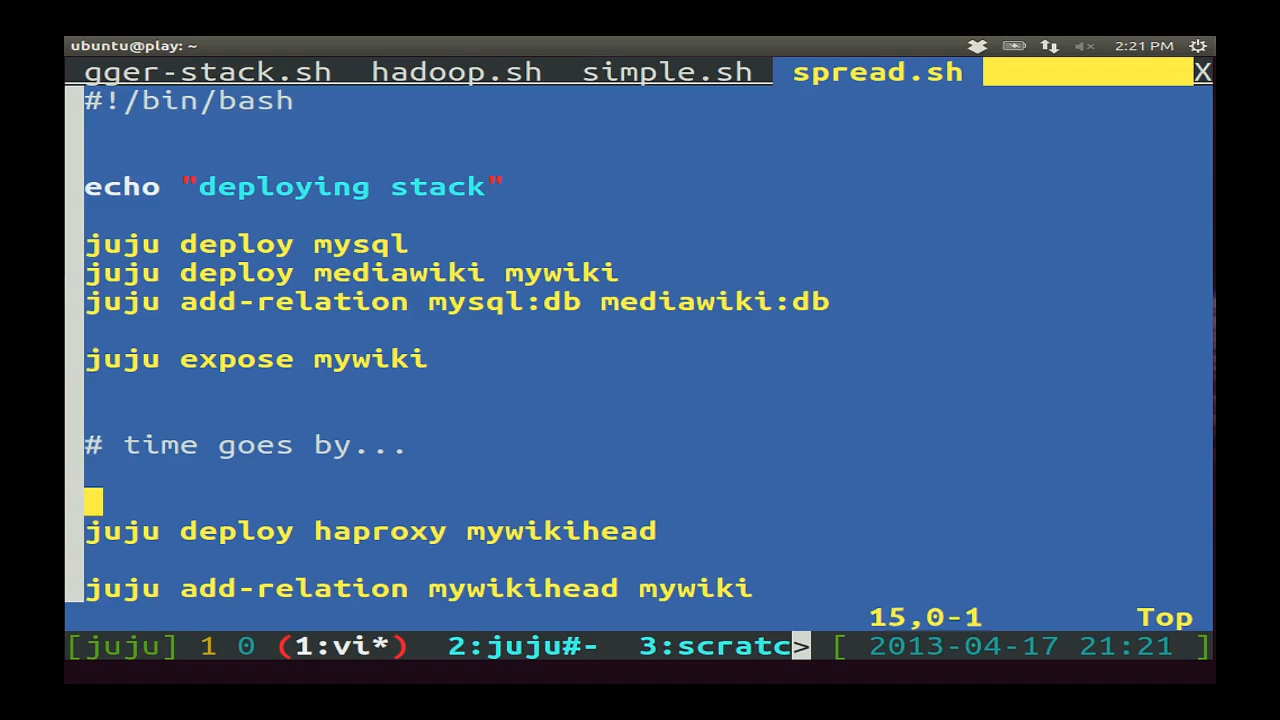 ubuntu@play: ~ 2:21 PM
gger-stack.sh hadoop.sh simple.sh spread.sh X
#!/bin/bash
echo "deploying stack"
juju deploy mysql
juju deploy mediawiki mywiki
juju add-relation mysql:db mediawiki:db
juju expose mywiki
# time goes by...
juju deploy haproxy mywikihead
juju add-relation mywikihead mywiki
15,0-1 Top
[juju] 1 0 (1:vi*) 2:juju#- 3:scratc> [ 2013-04-17 21:21 ]